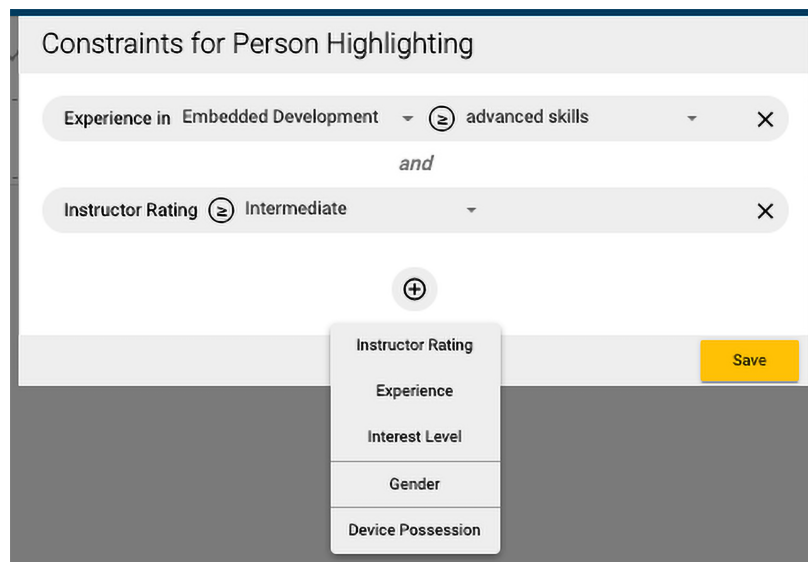 Constraints for Person Highlighting
Experience in Embedded Development ≥ advanced skills
and
Instructor Rating ≥ Intermediate
Instructor Rating
Save
Experience
Interest Level
Gender
Device Possession